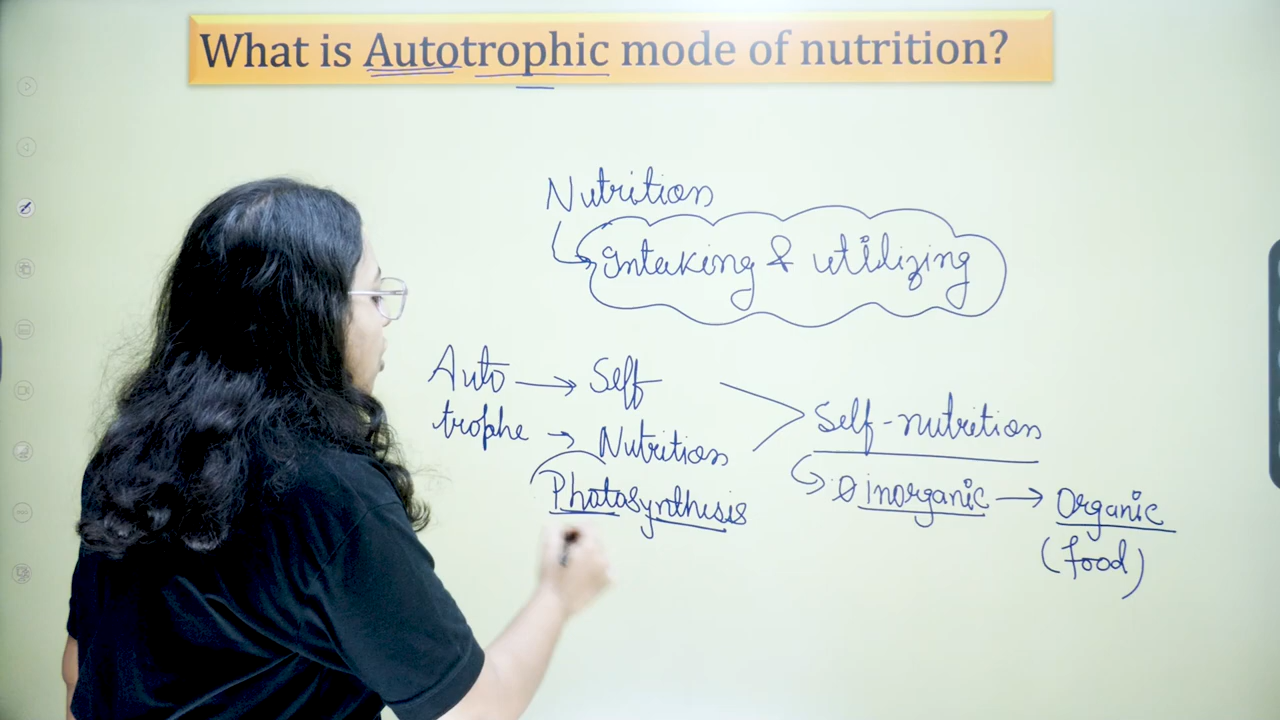 What is Autotrophic mode of nutrition?
Nutrition
Intaking & utilizing
Auto → Self
trophe → Nutrition
Self-nutrition
Photosynthesis
inorganic → Organic
(food)